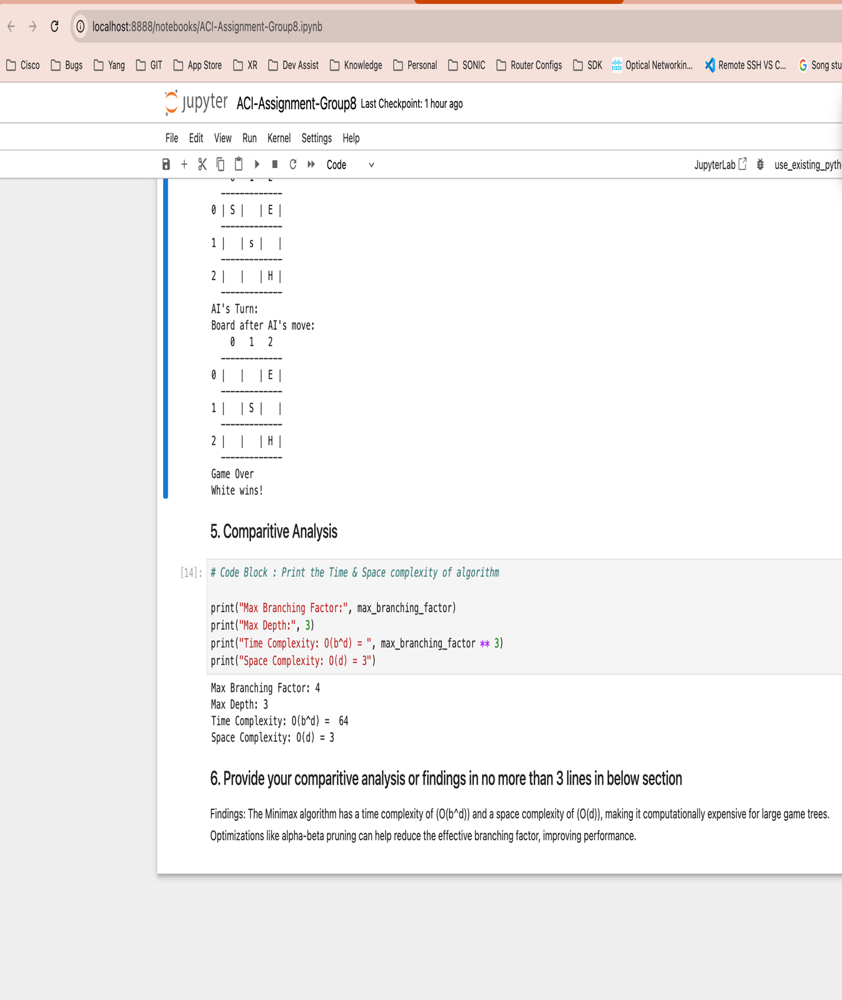 localhost:8888/notebooks/ACI-Assignment-Group8.ipynb
Cisco Bugs Yang GIT App Store XR Dev Assist Knowledge Personal SONIC Router Configs SDK Optical Networkin... Remote SSH VS C... Song stu
jupyter ACI-Assignment-Group8 Last Checkpoint: 1 hour ago
File Edit View Run Kernel Settings Help
Code JupyterLab use_existing_pyth
0 1 2
-------------
0 | S |   | E |
-------------
1 |   | s |   |
-------------
2 |   |   | H |
-------------
AI's Turn:
Board after AI's move:
0 1 2
-------------
0 |   |   | E |
-------------
1 |   | S |   |
-------------
2 |   |   | H |
-------------
Game Over
White wins!
5. Comparitive Analysis
[14]: # Code Block : Print the Time & Space complexity of algorithm
print("Max Branching Factor:", max_branching_factor)
print("Max Depth:", 3)
print("Time Complexity: O(b^d) = ", max_branching_factor ** 3)
print("Space Complexity: O(d) = 3")
Max Branching Factor: 4
Max Depth: 3
Time Complexity: O(b^d) =  64
Space Complexity: O(d) = 3
6. Provide your comparitive analysis or findings in no more than 3 lines in below section
Findings: The Minimax algorithm has a time complexity of (O(b^d)) and a space complexity of (O(d)), making it computationally expensive for large game trees.
Optimizations like alpha-beta pruning can help reduce the effective branching factor, improving performance.